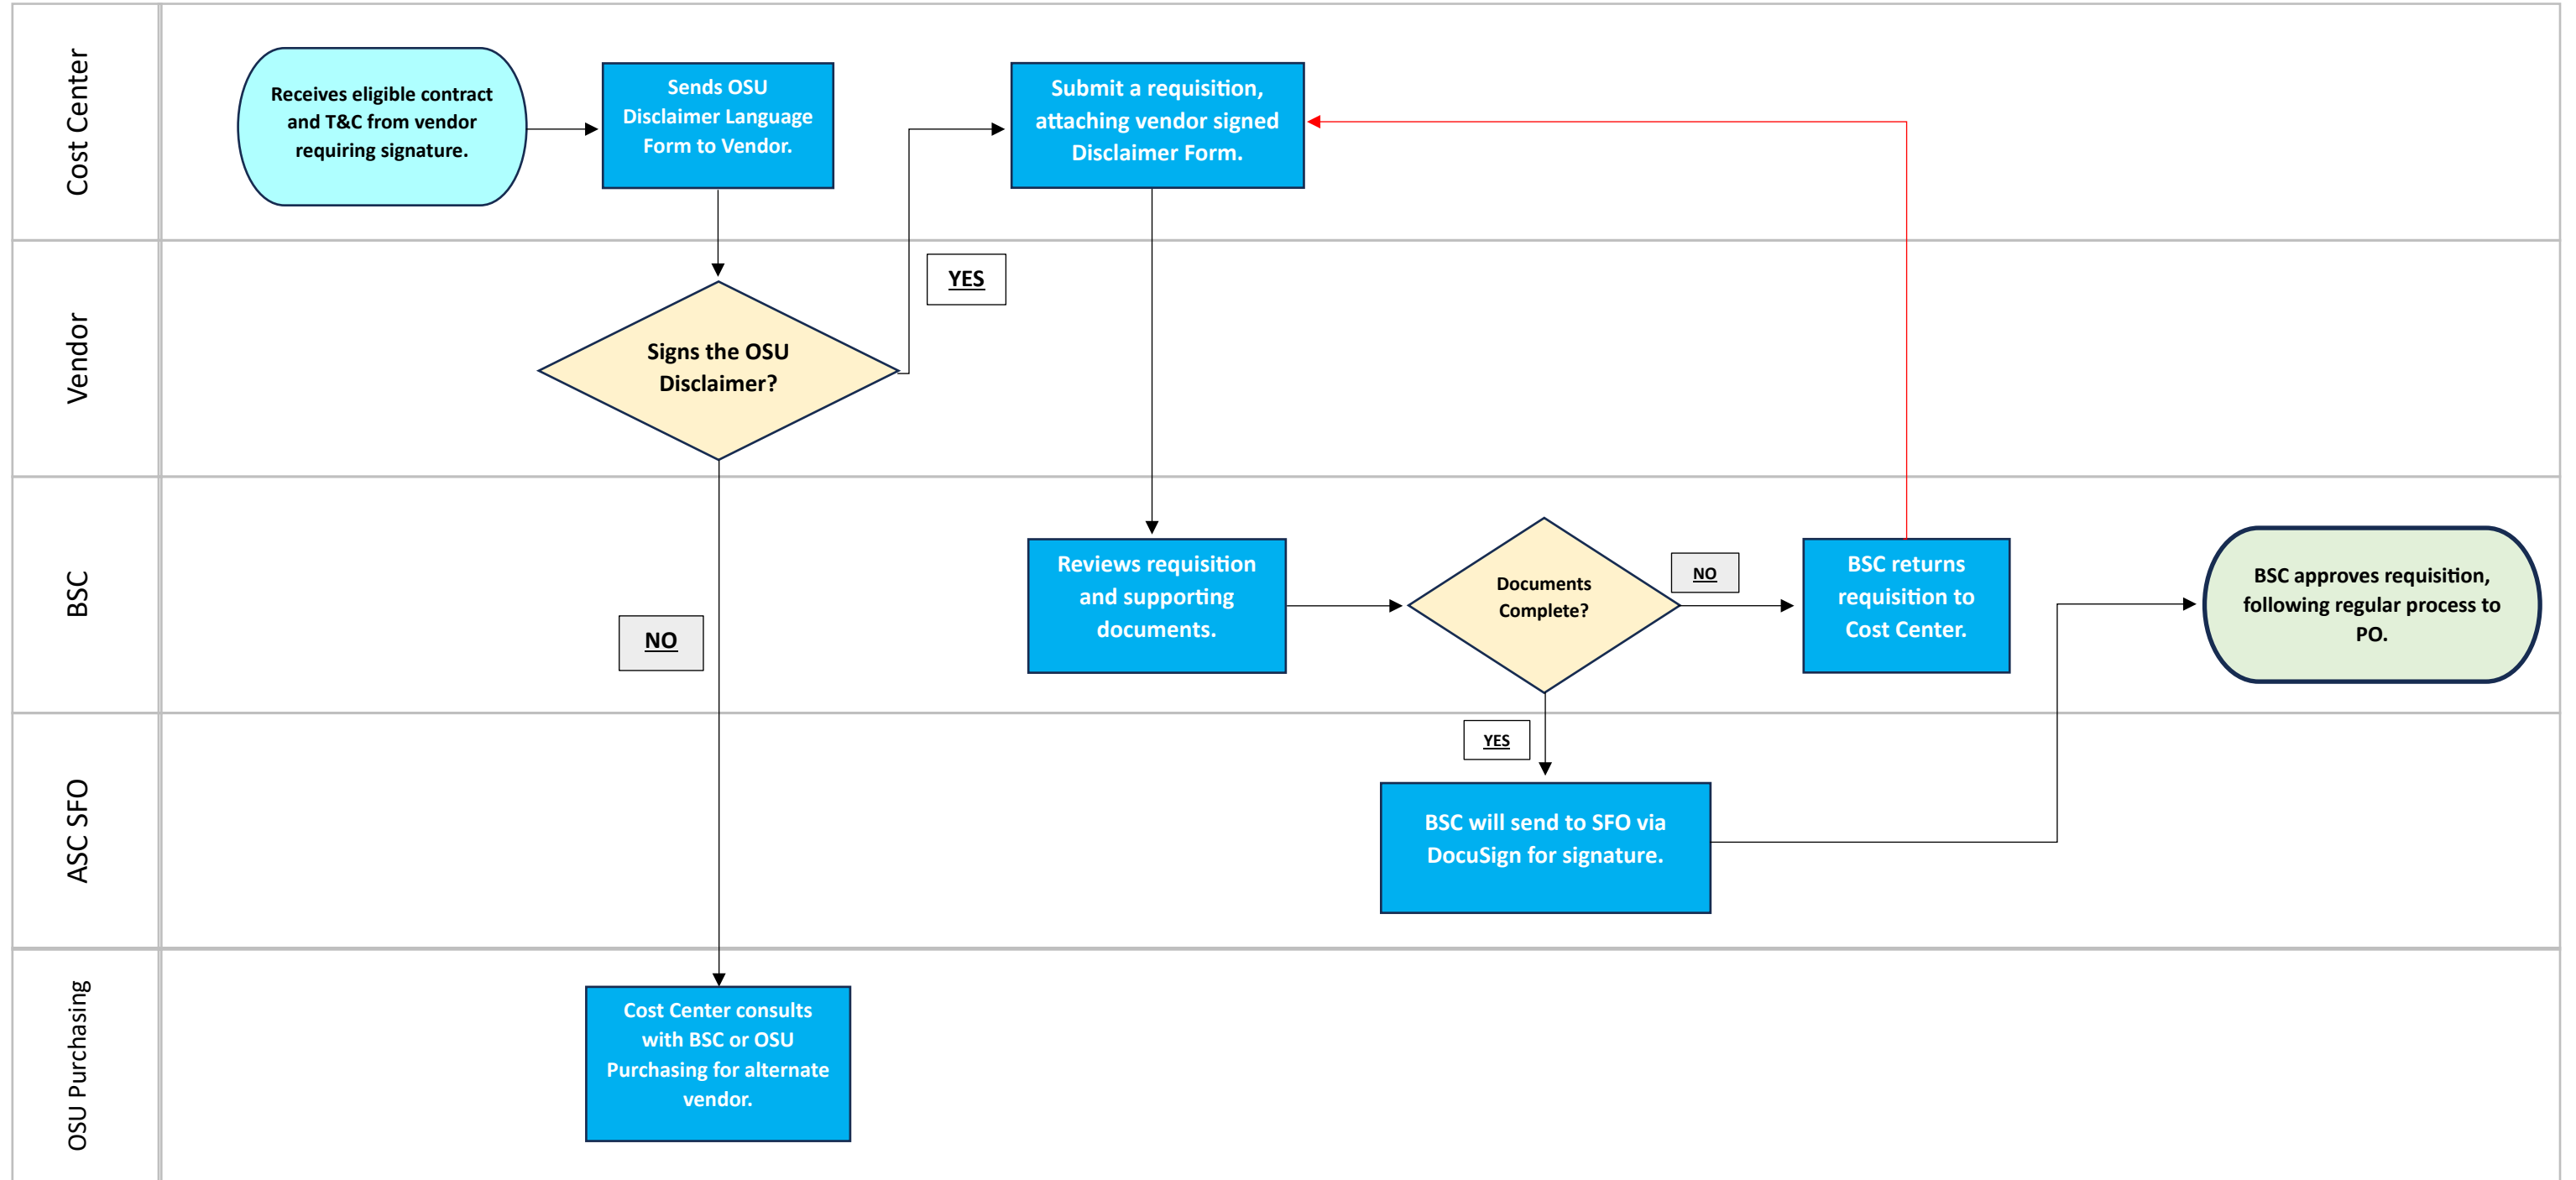 Cost Center
Receives eligible contract
and T&C from vendor
requiring signature.
Sends OSU
Disclaimer Language
Form to Vendor.
Submit a requisition,
attaching vendor signed
Disclaimer Form.
Vendor
Signs the OSU
Disclaimer?
YES
BSC
NO
Reviews requisition
and supporting
documents.
Documents
Complete?
NO
BSC returns
requisition to
Cost Center.
BSC approves requisition,
following regular process to
PO.
ASC SFO
YES
BSC will send to SFO via
DocuSign for signature.
OSU Purchasing
Cost Center consults
with BSC or OSU
Purchasing for alternate
vendor.